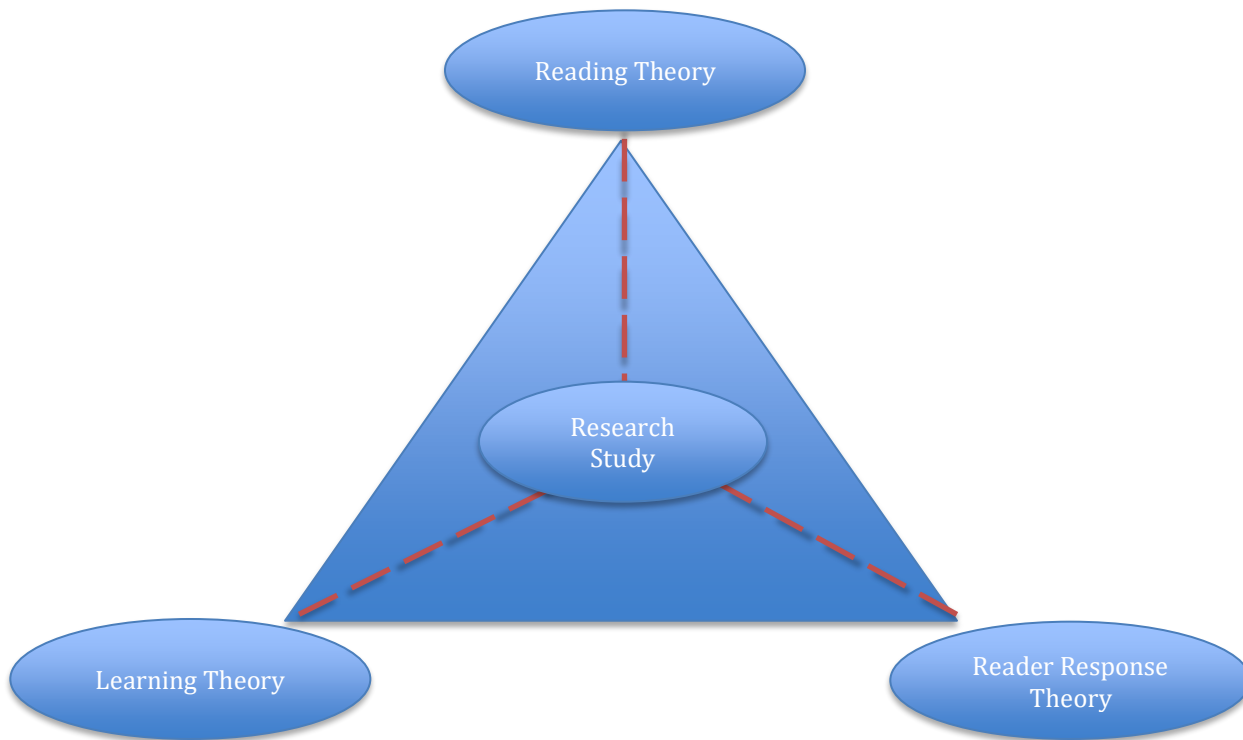 Reading Theory
Research
Study
Learning Theory
Reader Response
Theory